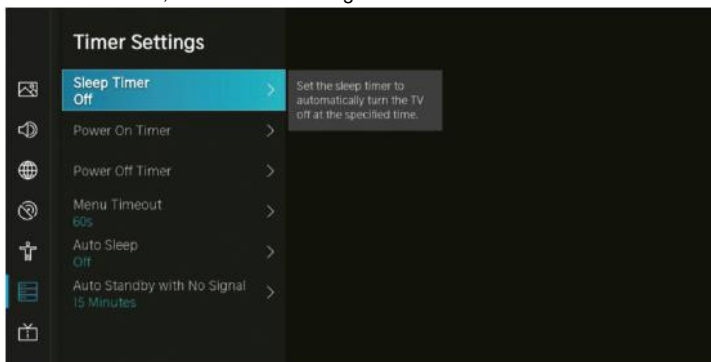 Timer Settings
Sleep Timer
Off
Set the sleep timer to
automatically turn the TV
off at the specified time.
Power On Timer
Power Off Timer
Menu Timeout
60s
Auto Sleep
Off
Auto Standby with No Signal
15 Minutes